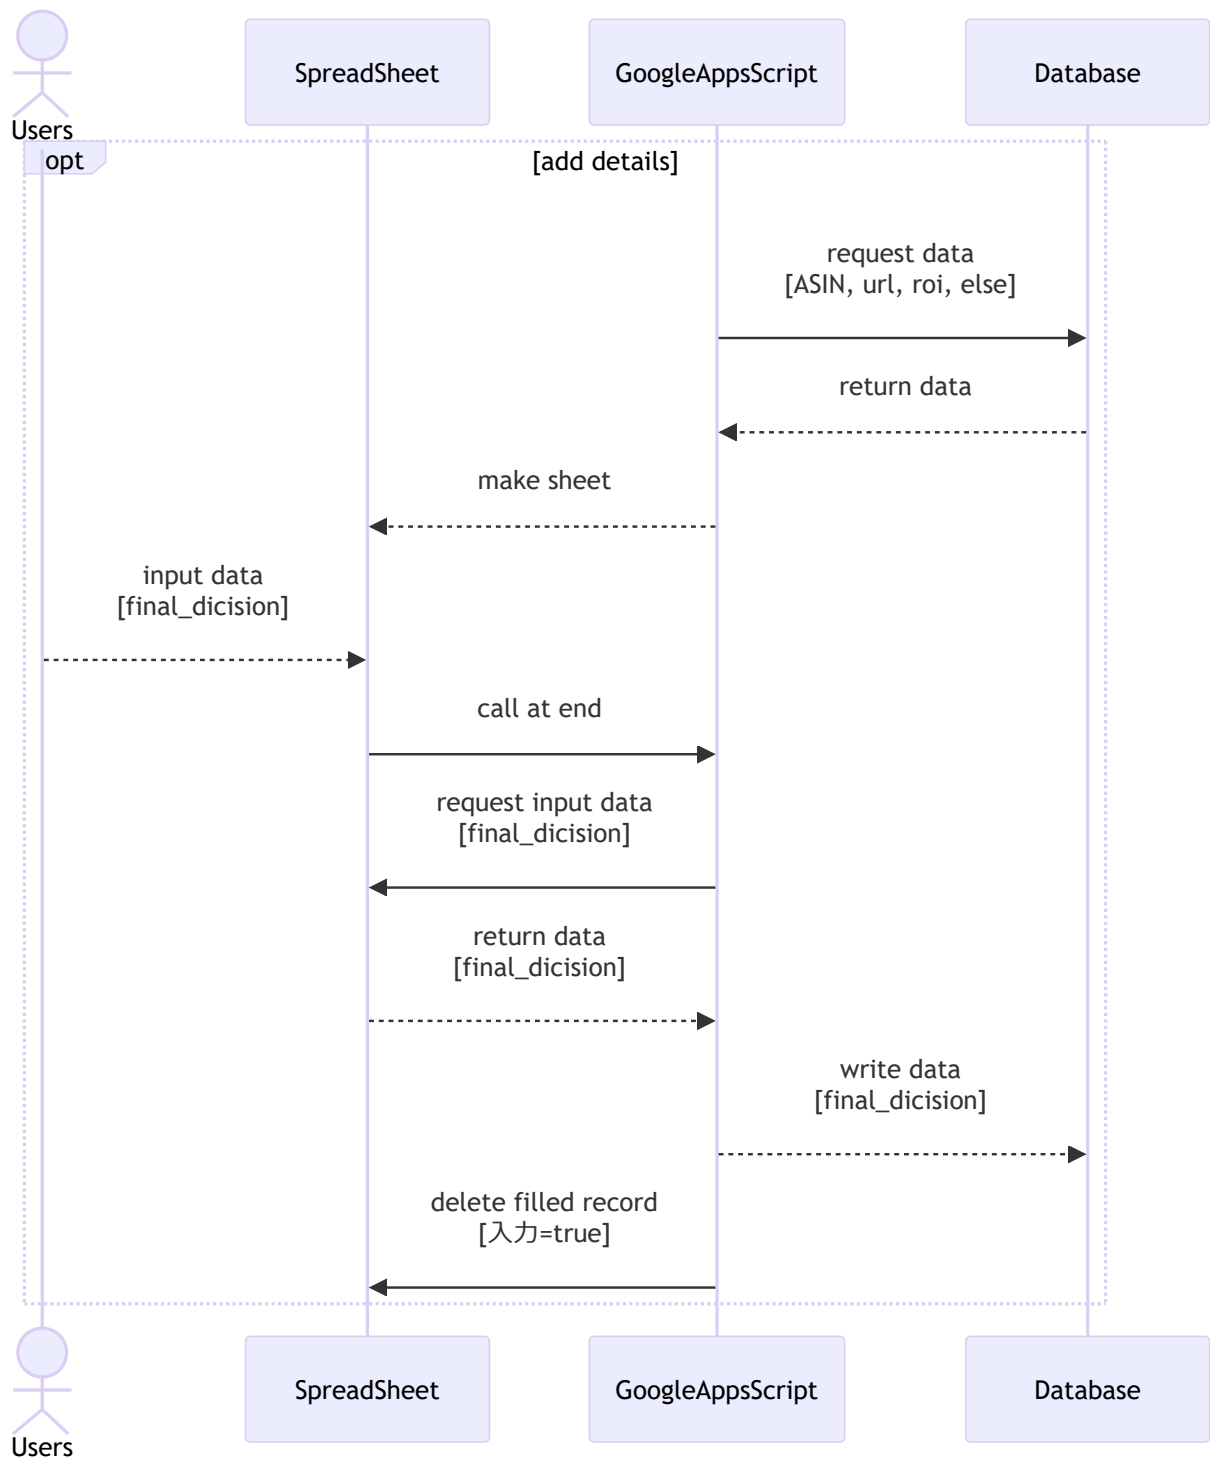 SpreadSheet
GoogleAppsScript
Database
Users
opt
[add details]
request data
[ASIN, url, roi, else]
return data
make sheet
input data
[final_dicision]
call at end
request input data
[final_dicision]
return data
[final_dicision]
write data
[final_dicision]
delete filled record
[入力=true]
SpreadSheet
GoogleAppsScript
Database
Users